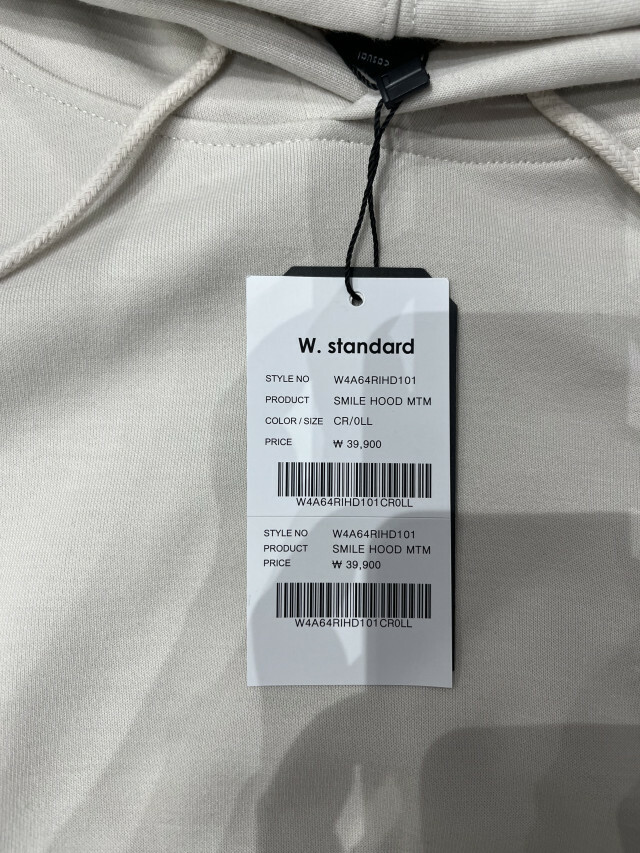 casual
W. standard
STYLE NO W4A64RIHD101
PRODUCT SMILE HOOD MTM
COLOR / SIZE CR/0LL
PRICE ₩ 39,900
W4A64RIHD101CR0LL
STYLE NO W4A64RIHD101
PRODUCT SMILE HOOD MTM
PRICE ₩ 39,900
W4A64RIHD101CR0LL